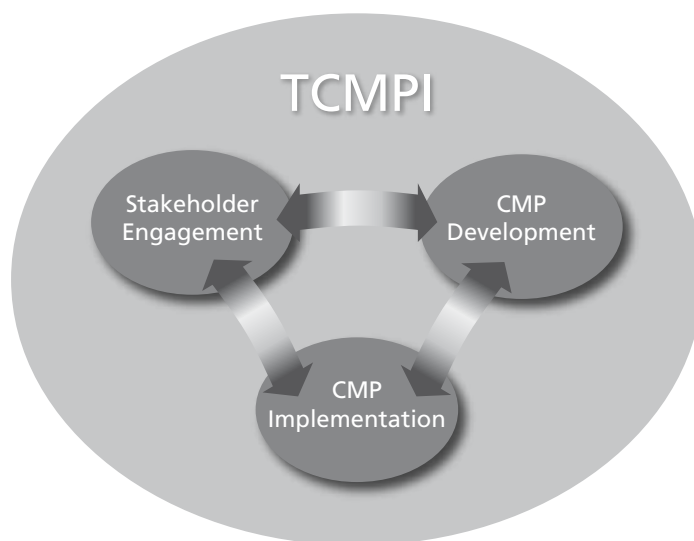 TCMPI
Stakeholder
Engagement
CMP
Development
CMP
Implementation